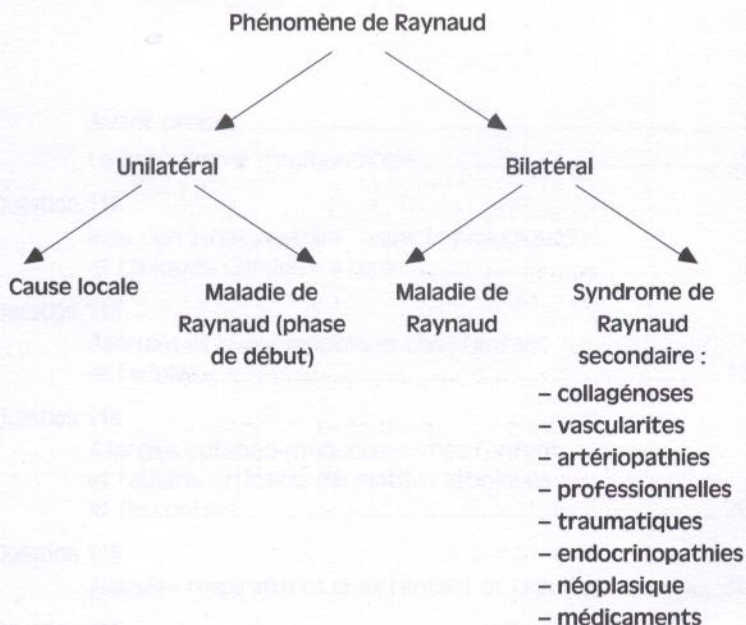 Phénomène de Raynaud
Unilatéral
Bilatéral
Cause locale
Maladie de
Raynaud (phase
de début)
Maladie de
Raynaud
Syndrome de
Raynaud
secondaire :
– collagénoses
– vascularites
– artériopathies
– professionnelles
– traumatiques
– endocrinopathies
– néoplasique
– médicaments